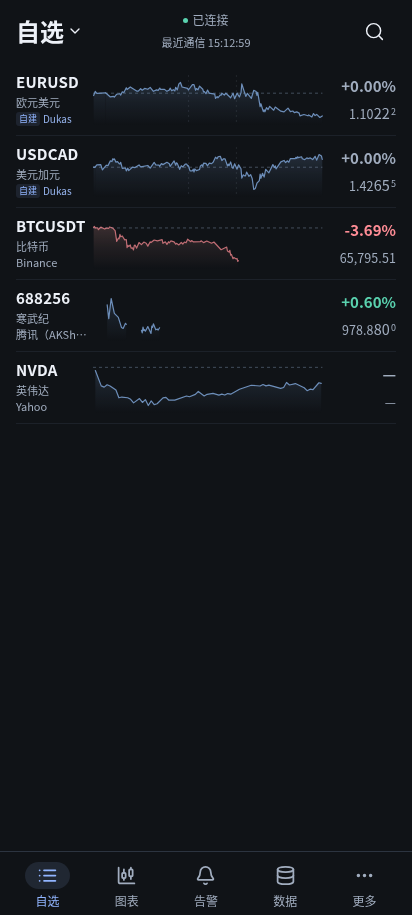 自选
已连接
最近通信 15:12:59
EURUSD
欧元美元
自建 Dukas
+0.00%
1.10222
USDCAD
美元加元
自建 Dukas
+0.00%
1.42655
BTCUSDT
比特币
Binance
-3.69%
65,795.51
688256
寒武纪
腾讯（AKSh…
+0.60%
978.8800
NVDA
英伟达
Yahoo
—
—
自选
图表
告警
数据
更多